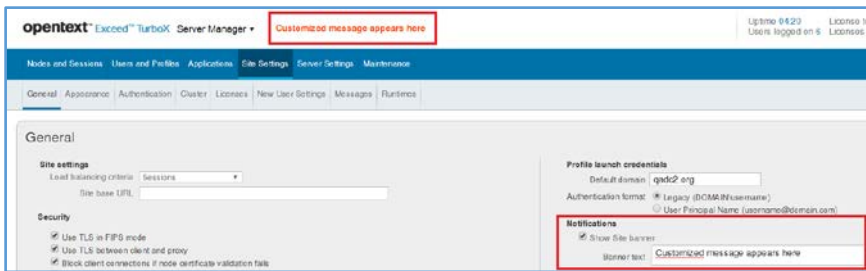 opentext™ Exceed™ TurboX Server Manager Customized message appears here Uptime 04:20 License
Users logged on 6 Licenses
Nodes and Sessions Users and Profiles Applications Site Settings Server Settings Maintenance
General Appearance Authentication Cluster Licenses New User Settings Messages Runtimes
General
Site settings
Load balancing criteria Sessions
Site base URL
Security
Use TLS in FIPS mode
Use TLS between client and proxy
Block client connections if node certificate validation fails
Profile launch credentials
Default domain qadc2.org
Authentication format Legacy (DOMAIN\username)
User Principal Name (username@domain.com)
Notifications
Show Site banner
Banner text Customized message appears here